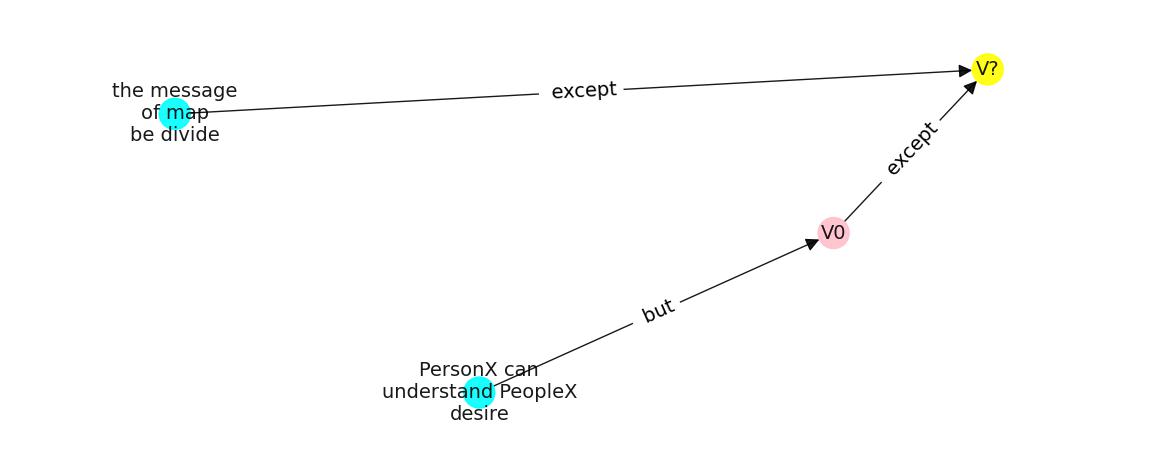 V?
the message
of map
be divide
except
except
V0
but
PersonX can
understand PeopleX
desire